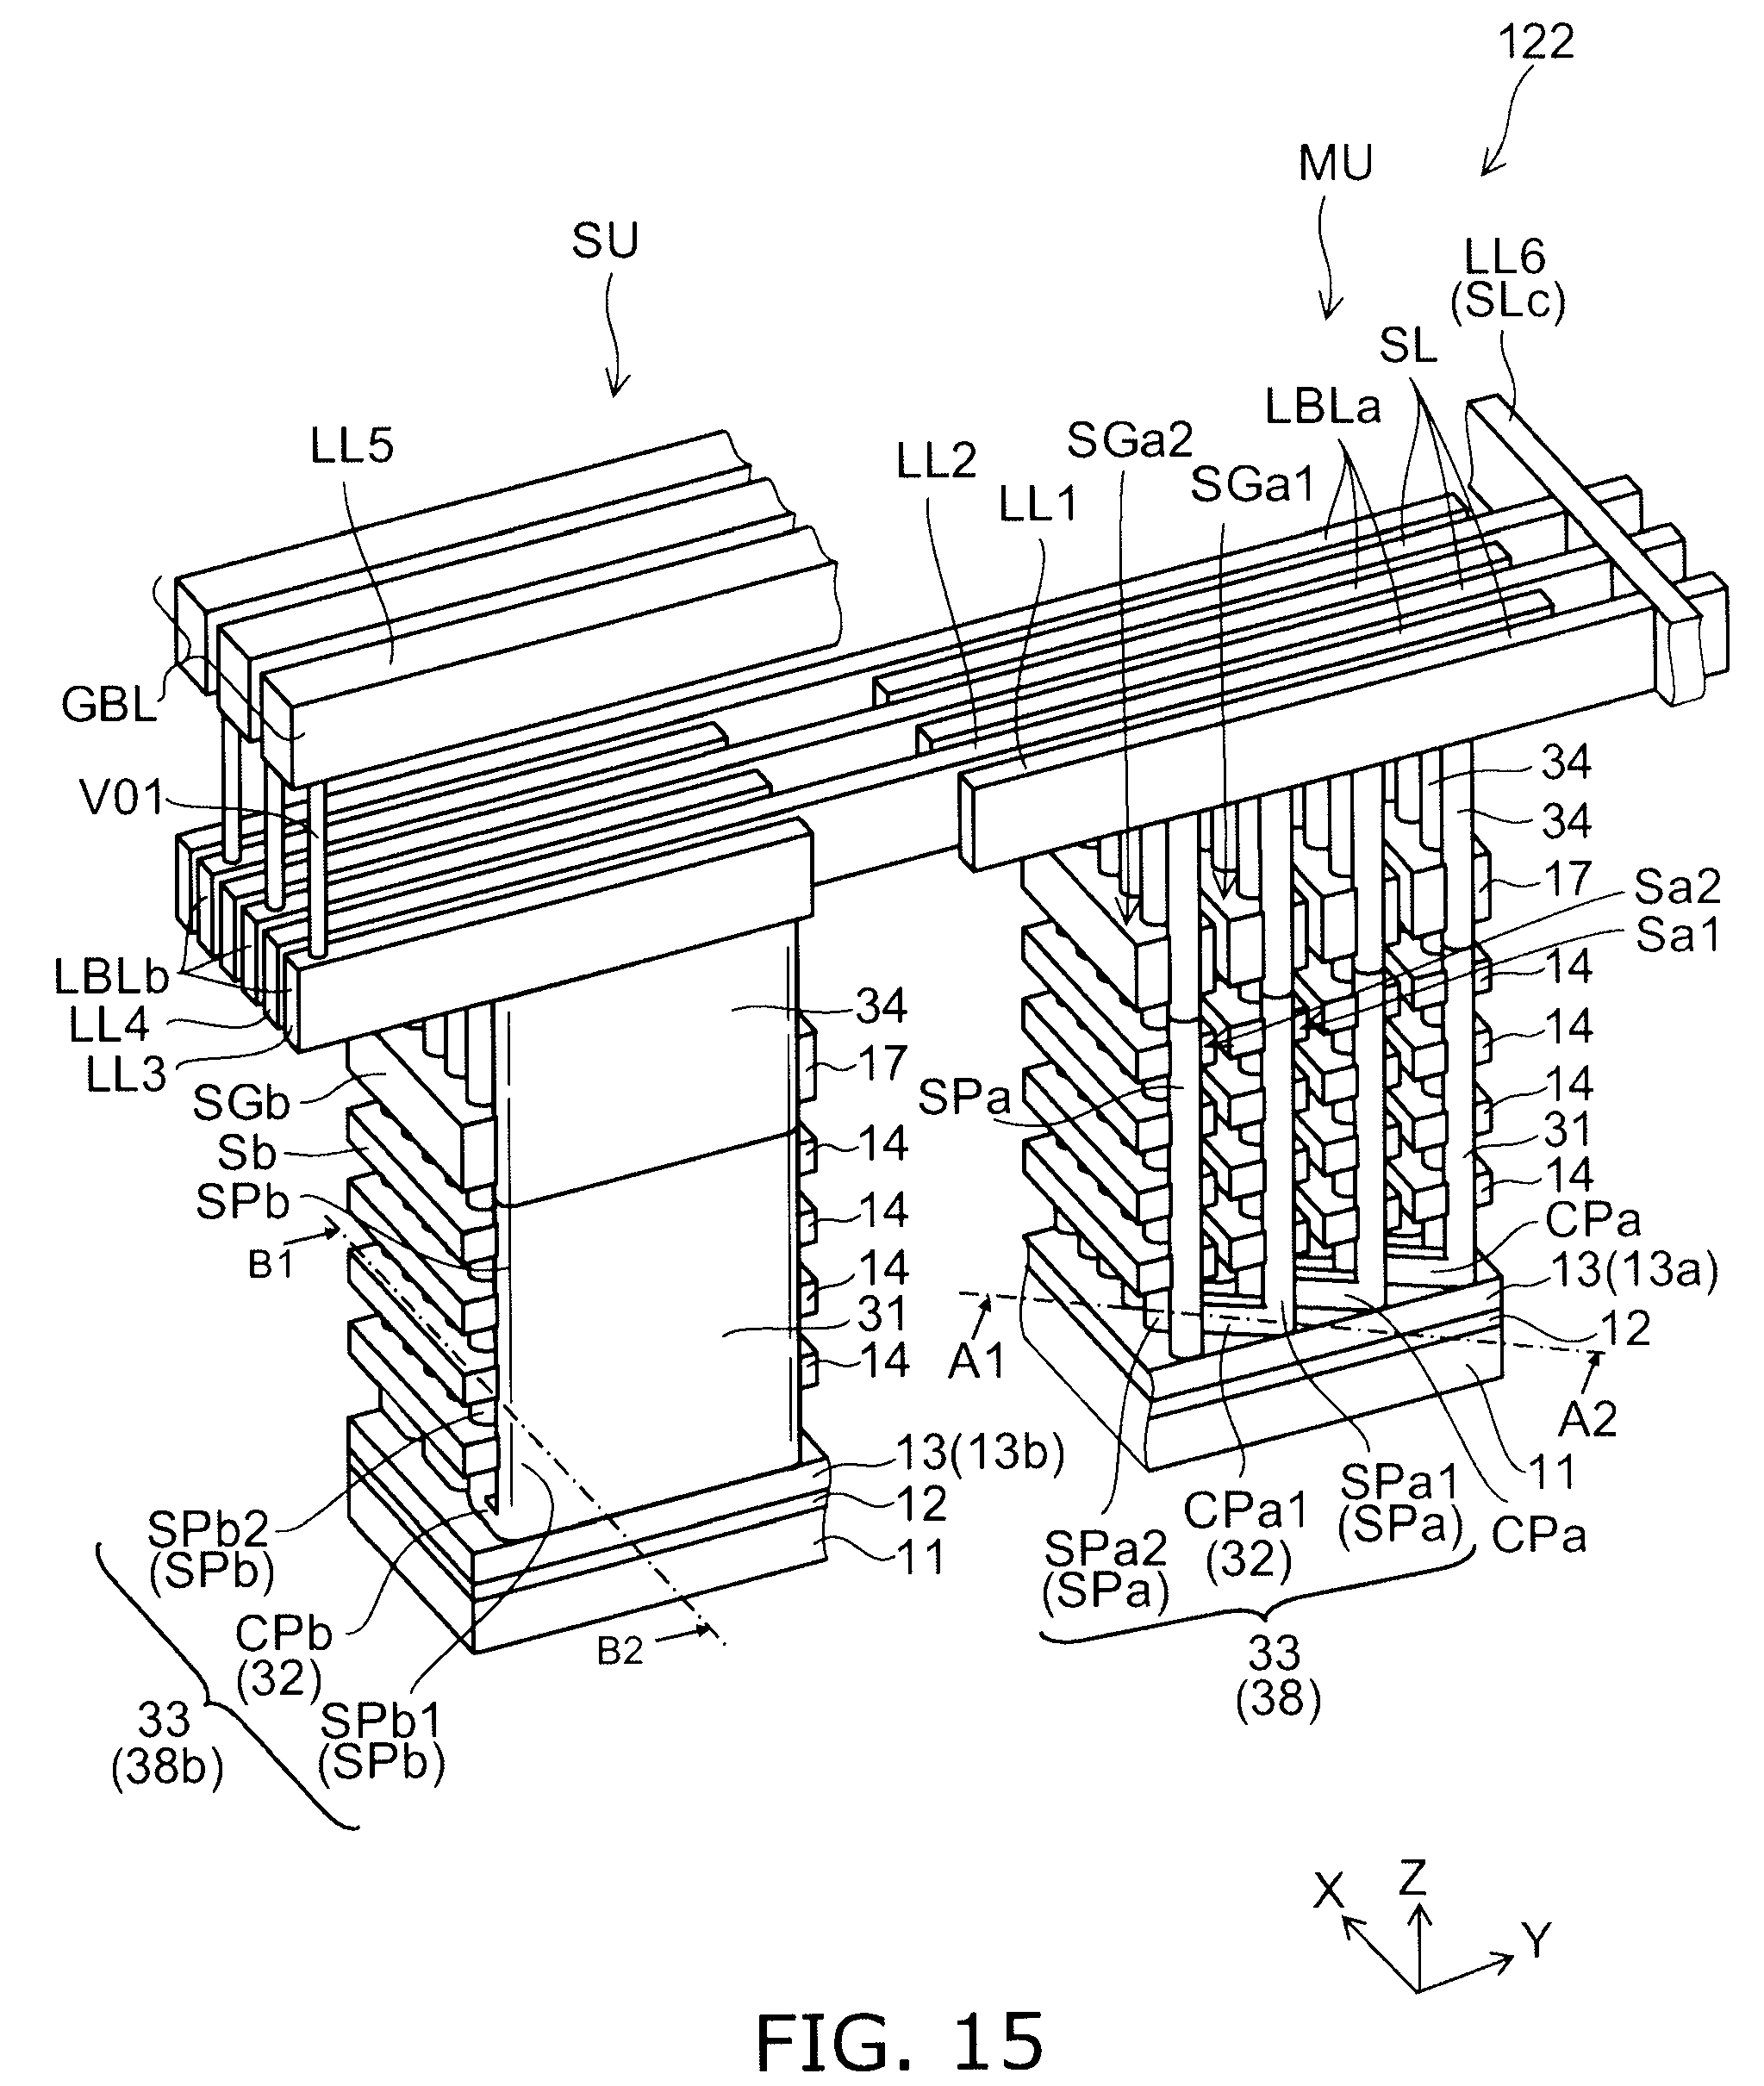 122
MU
SU
LL6
(SLc)
SL
LBLa
SGa2
LL5
LL2
SGa1
LL1
GBL
34
V01
34
17
Sa2
Sa1
LBLb
14
34
LL4
14
17
LL3
SPa
SGb
14
31
14
Sb
14
SPb
CPa
14
B1
13(13a)
14
31
12
14
A1
A2
13(13b)
11
12
SPa1
(SPa)
CPa1
(32)
CPa
SPb2
(SPb)
11
SPa2
(SPa)
CPb
(32)
B2
33
(38)
SPb1
(SPb)
33
(38b)
X
Z
Y
FIG. 15